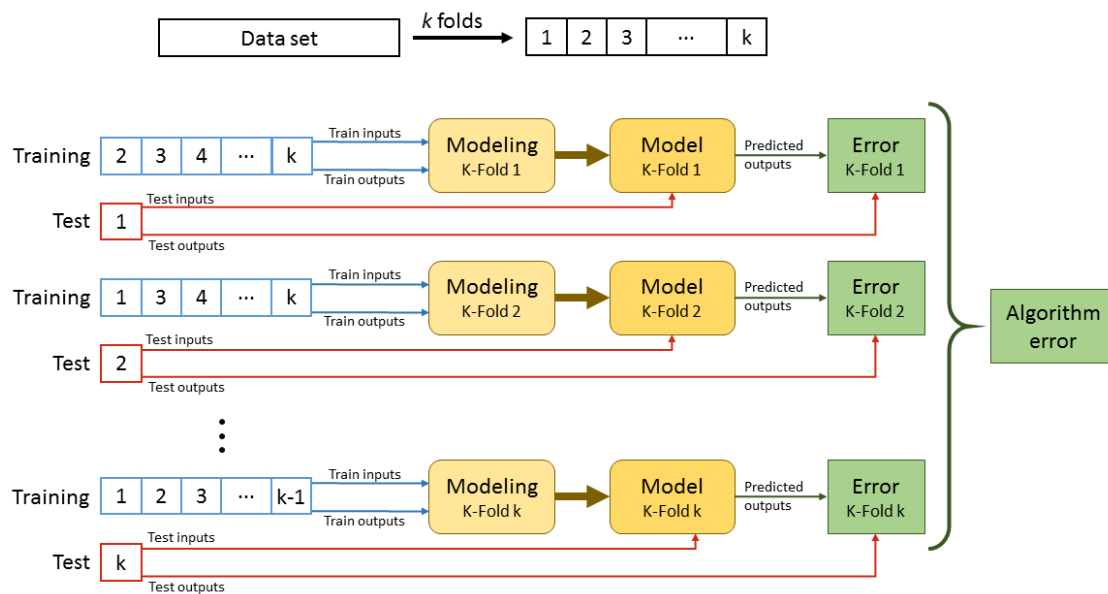 Data set
k folds
1 2 3 ... k
Training
2 3 4 ... k
Train inputs
Train outputs
Modeling
K-Fold 1
Model
K-Fold 1
Predicted
outputs
Error
K-Fold 1
Test
1
Test inputs
Test outputs
Training
1 3 4 ... k
Train inputs
Train outputs
Modeling
K-Fold 2
Model
K-Fold 2
Predicted
outputs
Error
K-Fold 2
Test
2
Test inputs
Test outputs
Algorithm
error
Training
1 2 3 ... k-1
Train inputs
Train outputs
Modeling
K-Fold k
Model
K-Fold k
Predicted
outputs
Error
K-Fold k
Test
k
Test inputs
Test outputs